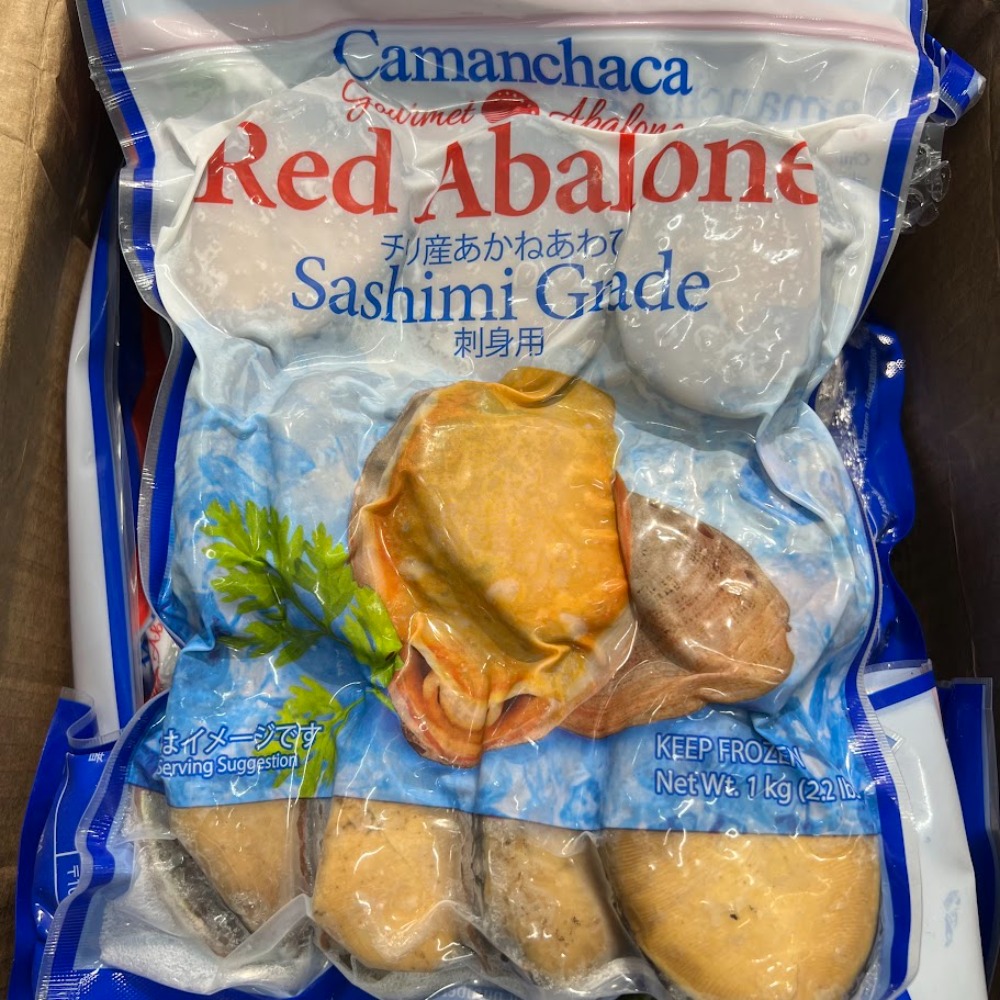 Camanchaca
Gourmet Abalone
Red Abalone
チリ産あかねあわび
Sashimi Grade
刺身用
はイメージです
Serving Suggestion
KEEP FROZEN
Net Wt. 1 kg (2.2 lb